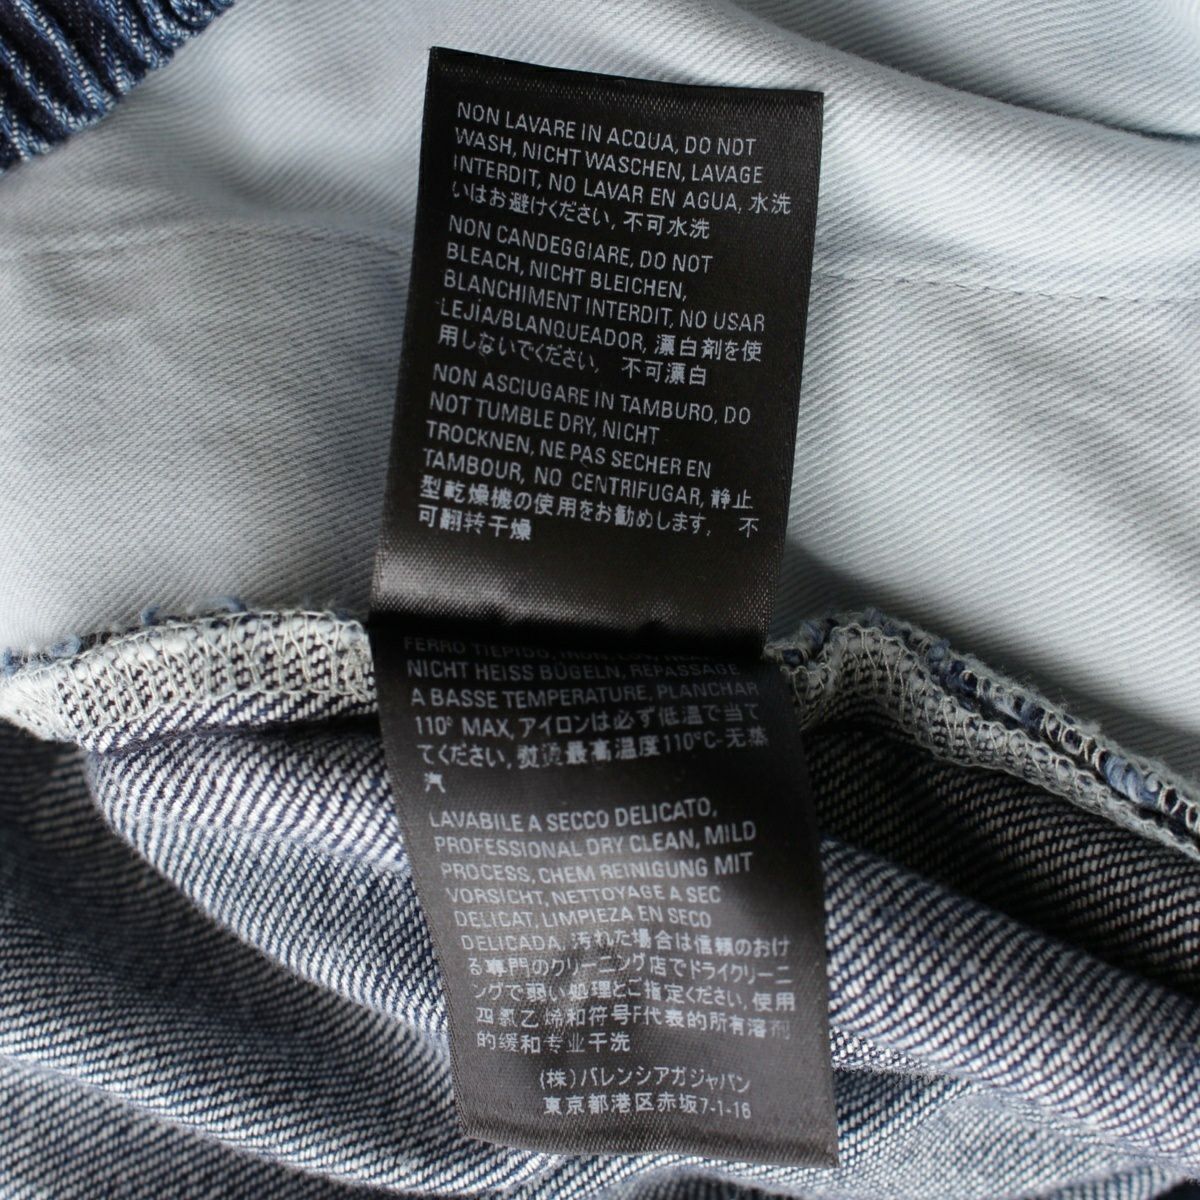 NON LAVARE IN ACQUA, DO NOT
WASH, NICHT WASCHEN, LAVAGE
INTERDIT, NO LAVAR EN AGUA, 水洗
いはお避けください, 不可水洗
NON CANDEGGIARE, DO NOT
BLEACH, NICHT BLEICHEN,
BLANCHIMENT INTERDIT, NO USAR
LEJíA/BLANQUEADOR, 漂白剤を使
用しないでください, 不可漂白
NON ASCIUGARE IN TAMBURO, DO
NOT TUMBLE DRY, NICHT
TROCKNEN, NE PAS SECHER EN
TAMBOUR, NO CENTRIFUGAR, 静止
型乾燥機の使用をお勧めします, 不
可翻转干燥
FERRO TIEPIDO, IRON, LOW HEAT
NICHT HEISS BÜGELN, REPASSAGE
A BASSE TEMPERATURE, PLANCHAR
110° MAX, アイロンは必ず低温で当て
てください, 熨烫最高温度110°C-无蒸
汽
LAVABILE A SECCO DELICATO,
PROFESSIONAL DRY CLEAN, MILD
PROCESS, CHEM REINIGUNG MIT
VORSICHT, NETTOYAGE A SEC
DELICAT, LIMPIEZA EN SECO
DELICADA, 汚れた場合は信頼のおけ
る専門のクリーニング店でドライクリーニ
ングで弱い処理とご指定ください, 使用
四氯乙烯和符号F代表的所有溶剂
的缓和专业干洗
(株)バレンシアガジャパン
東京都港区赤坂7-1-16